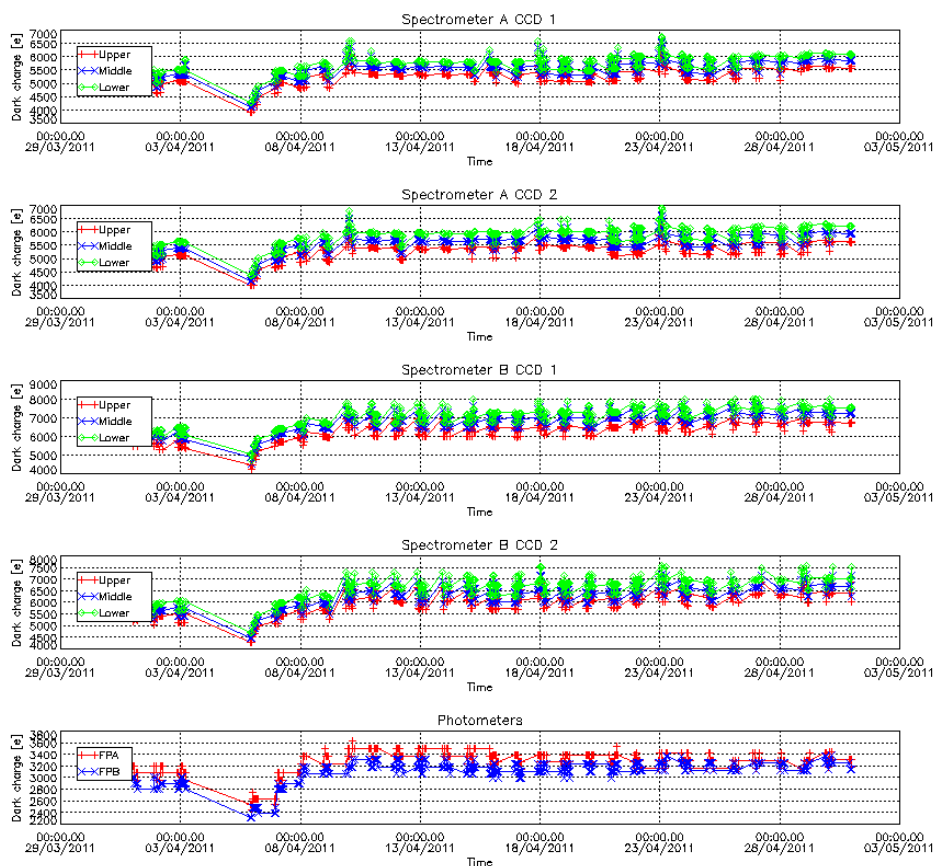 Spectrometer A CCD 1
Dark charge [e]
7000
6500
6000
5500
5000
4500
4000
3500
Upper
Middle
Lower
00:00.00 00:00.00 00:00.00 00:00.00 00:00.00 00:00.00 00:00.00 00:00.00
29/03/2011 03/04/2011 08/04/2011 13/04/2011 18/04/2011 23/04/2011 28/04/2011 03/05/2011
Time
Spectrometer A CCD 2
Dark charge [e]
7000
6500
6000
5500
5000
4500
4000
3500
Upper
Middle
Lower
00:00.00 00:00.00 00:00.00 00:00.00 00:00.00 00:00.00 00:00.00 00:00.00
29/03/2011 03/04/2011 08/04/2011 13/04/2011 18/04/2011 23/04/2011 28/04/2011 03/05/2011
Time
Spectrometer B CCD 1
Dark charge [e]
9000
8000
7000
6000
5000
4000
Upper
Middle
Lower
00:00.00 00:00.00 00:00.00 00:00.00 00:00.00 00:00.00 00:00.00 00:00.00
29/03/2011 03/04/2011 08/04/2011 13/04/2011 18/04/2011 23/04/2011 28/04/2011 03/05/2011
Time
Spectrometer B CCD 2
Dark charge [e]
8000
7500
7000
6500
6000
5500
5000
4500
4000
Upper
Middle
Lower
00:00.00 00:00.00 00:00.00 00:00.00 00:00.00 00:00.00 00:00.00 00:00.00
29/03/2011 03/04/2011 08/04/2011 13/04/2011 18/04/2011 23/04/2011 28/04/2011 03/05/2011
Time
Photometers
Dark charge [e]
3800
3600
3400
3200
3000
2800
2600
2400
2200
FPA
FPB
00:00.00 00:00.00 00:00.00 00:00.00 00:00.00 00:00.00 00:00.00 00:00.00
29/03/2011 03/04/2011 08/04/2011 13/04/2011 18/04/2011 23/04/2011 28/04/2011 03/05/2011
Time